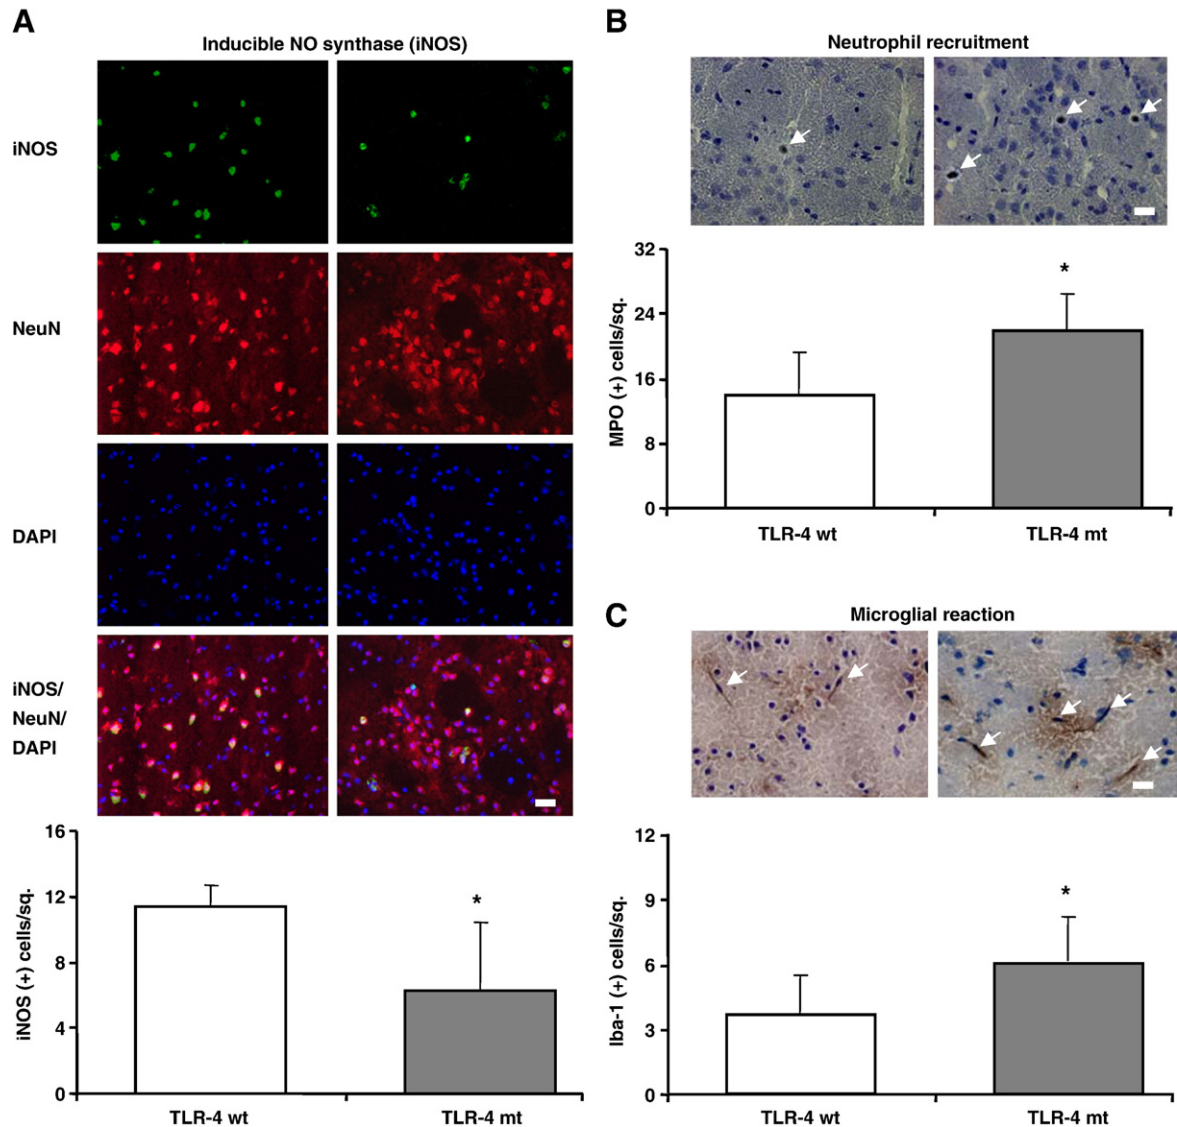 A
Inducible NO synthase (iNOS)
iNOS
NeuN
DAPI
iNOS/
NeuN/
DAPI
16
12
8
4
0
iNOS (+) cells/sq.
*
TLR-4 wt
TLR-4 mt
B
Neutrophil recruitment
32
24
16
8
0
MPO (+) cells/sq.
*
TLR-4 wt
TLR-4 mt
C
Microglial reaction
12
9
6
3
0
Iba-1 (+) cells/sq.
*
TLR-4 wt
TLR-4 mt